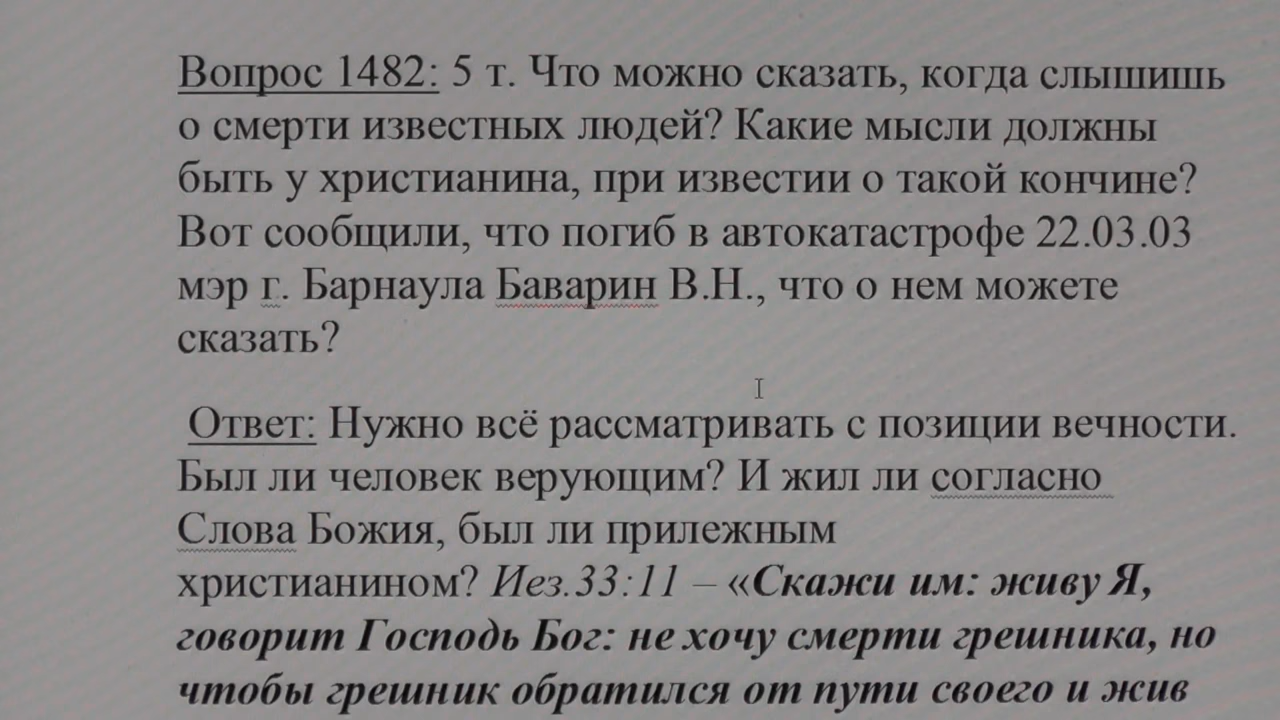 Вопрос 1482: 5 т. Что можно сказать, когда слышишь
о смерти известных людей? Какие мысли должны
быть у христианина, при известии о такой кончине?
Вот сообщили, что погиб в автокатастрофе 22.03.03
мэр г. Барнаула Баварин В.Н., что о нем можете
сказать?
Ответ: Нужно всё рассматривать с позиции вечности.
Был ли человек верующим? И жил ли согласно
Слова Божия, был ли прилежным
христианином? Иез.33:11 – «Скажи им: живу Я,
говорит Господь Бог: не хочу смерти грешника, но
чтобы грешник обратился от пути своего и жив